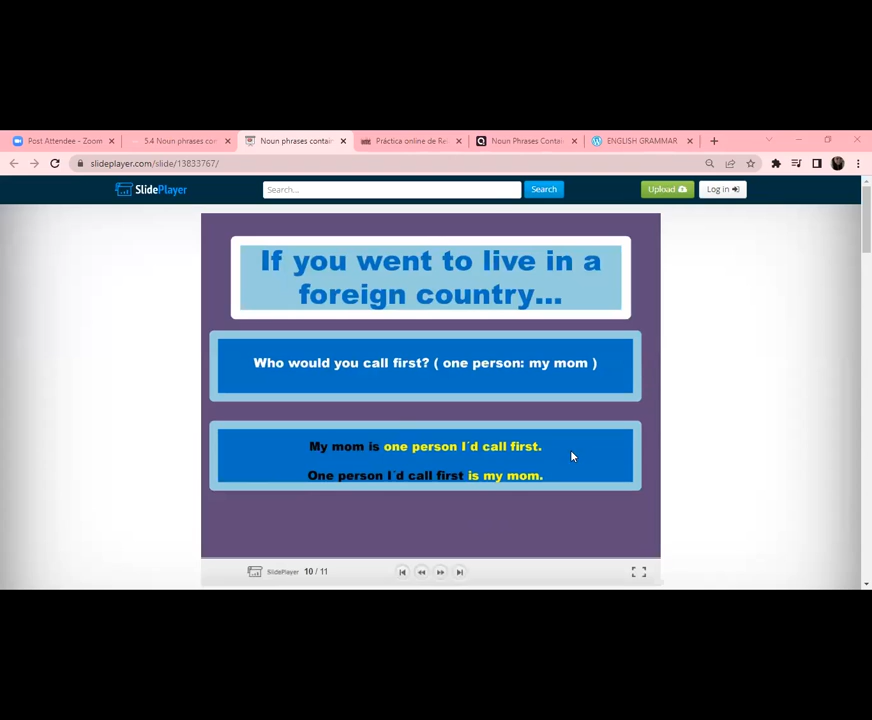 Post Attendee - Zoom
5.4 Noun phrases con
Noun phrases contain
Práctica online de Re
Noun Phrases Contai
ENGLISH GRAMMAR
slideplayer.com/slide/13833767/
SlidePlayer
Search...
Search
Upload
Log in
If you went to live in a
foreign country...
Who would you call first? ( one person: my mom )
My mom is one person I´d call first.
One person I´d call first is my mom.
SlidePlayer
10 / 11